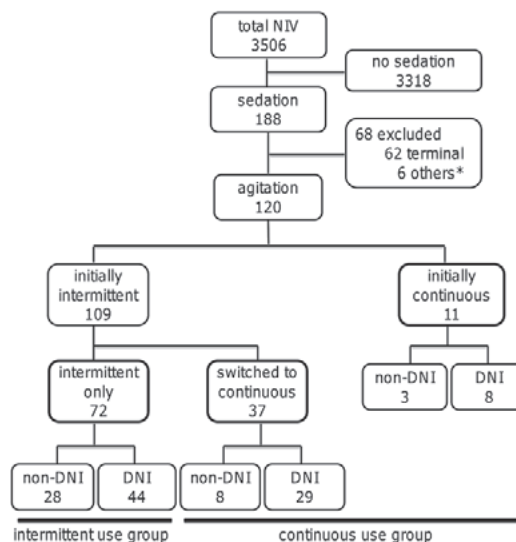 total NIV
3506
no sedation
3318
sedation
188
68 excluded
62 terminal
6 others*
agitation
120
initially
intermittent
109
initially
continuous
11
intermittent
only
72
switched to
continuous
37
non-DNI
3
DNI
8
non-DNI
28
DNI
44
non-DNI
8
DNI
29
intermittent use group
continuous use group